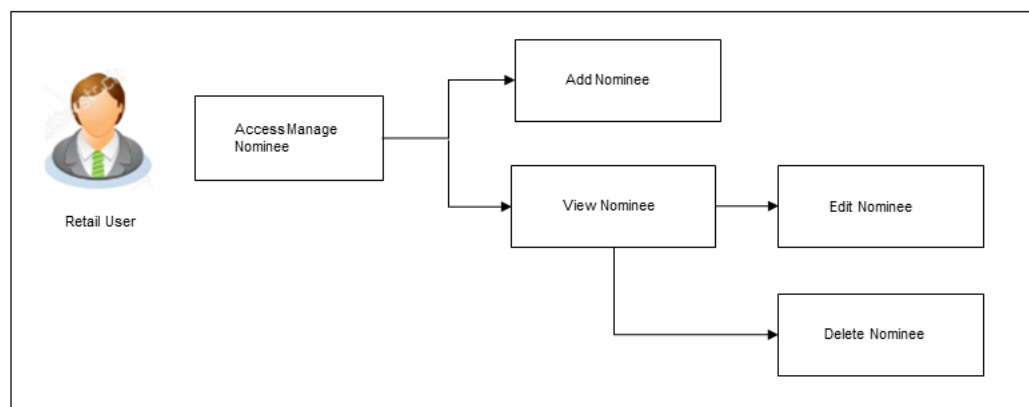 Add Nominee
AccessManage
Nominee
View Nominee
Edit Nominee
Retail User
Delete Nominee